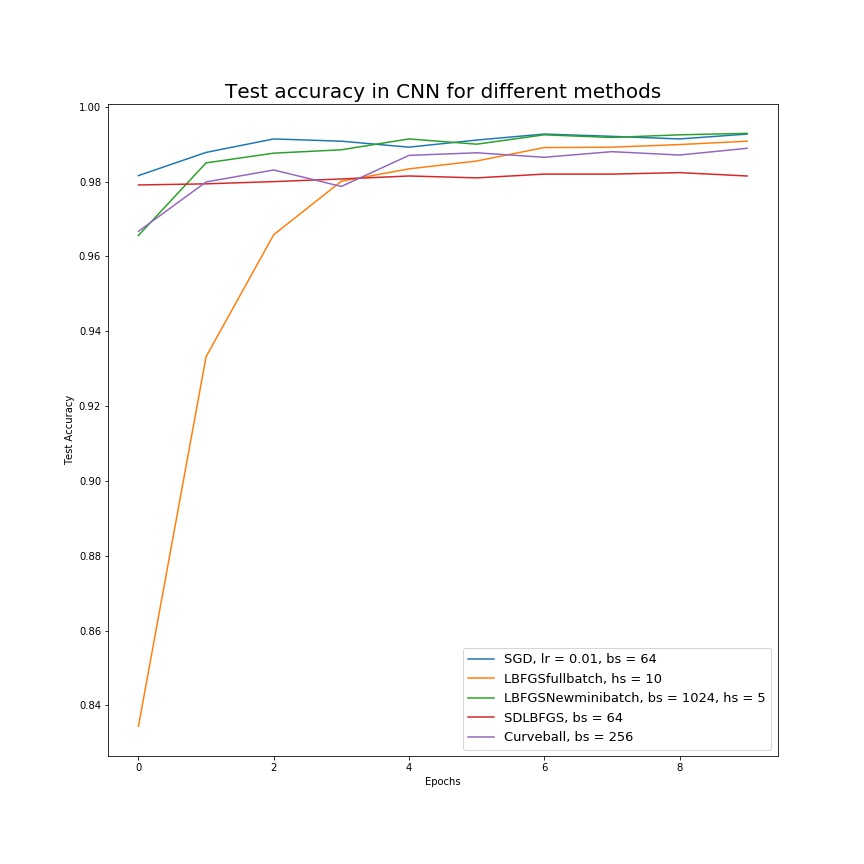 Test accuracy in CNN for different methods
1.00
0.98
0.96
0.94
0.92
0.90
0.88
0.86
0.84
Test Accuracy
0
2
4
6
8
Epochs
SGD, lr = 0.01, bs = 64
LBFGSfullbatch, hs = 10
LBFGSNewminibatch, bs = 1024, hs = 5
SDLBFGS, bs = 64
Curveball, bs = 256